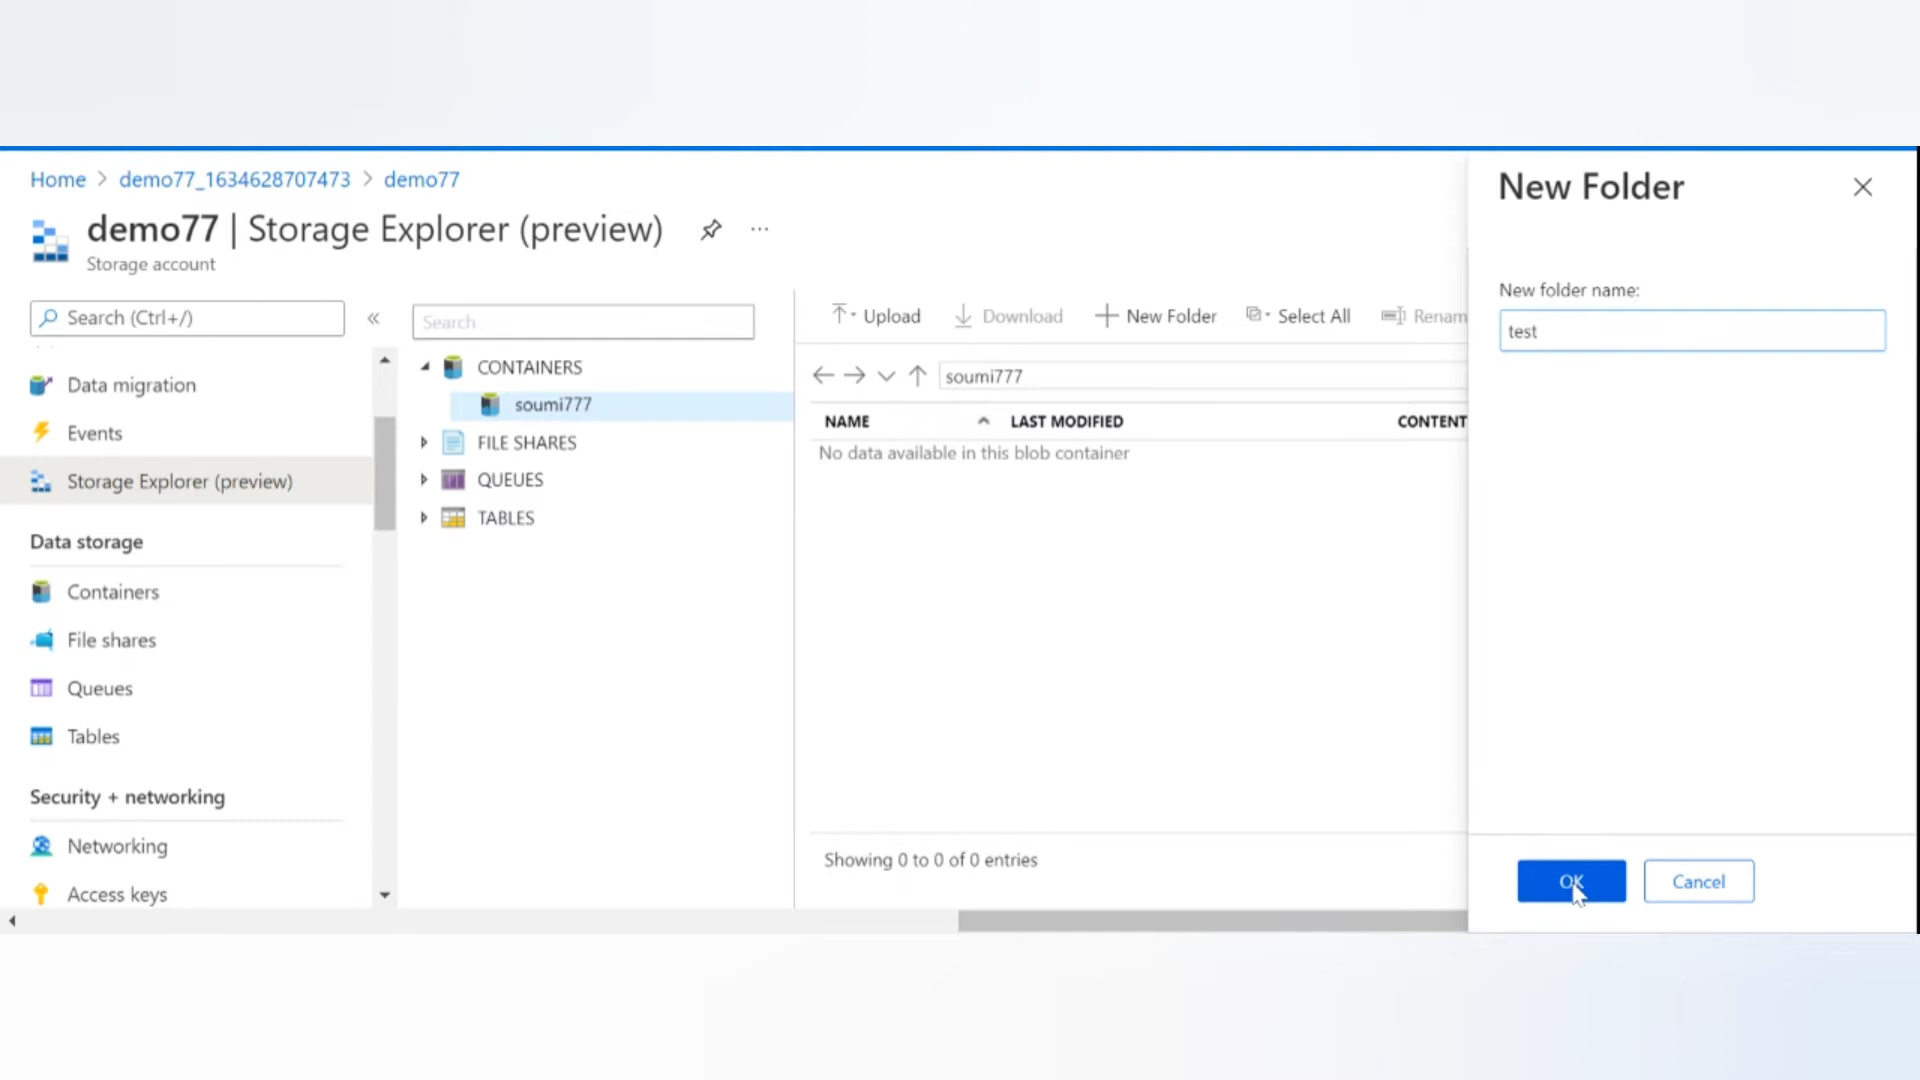 Home > demo77_1634628707473 > demo77
demo77 | Storage Explorer (preview) ...
Storage account
Search (Ctrl+/)
«
Data migration
Events
Storage Explorer (preview)
Data storage
Containers
File shares
Queues
Tables
Security + networking
Networking
Access keys
Search
CONTAINERS
soumi777
FILE SHARES
QUEUES
TABLES
Upload Download New Folder Select All Renam
soumi777
NAME LAST MODIFIED CONTENT
No data available in this blob container
Showing 0 to 0 of 0 entries
New Folder
New folder name:
test
OK Cancel